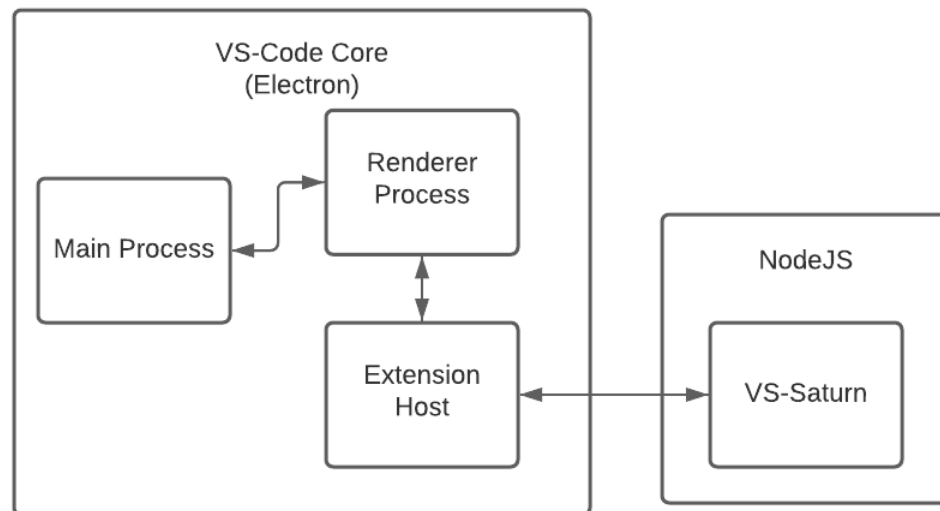 VS-Code Core
(Electron)
Renderer
Process
Main Process
NodeJS
Extension
Host
VS-Saturn